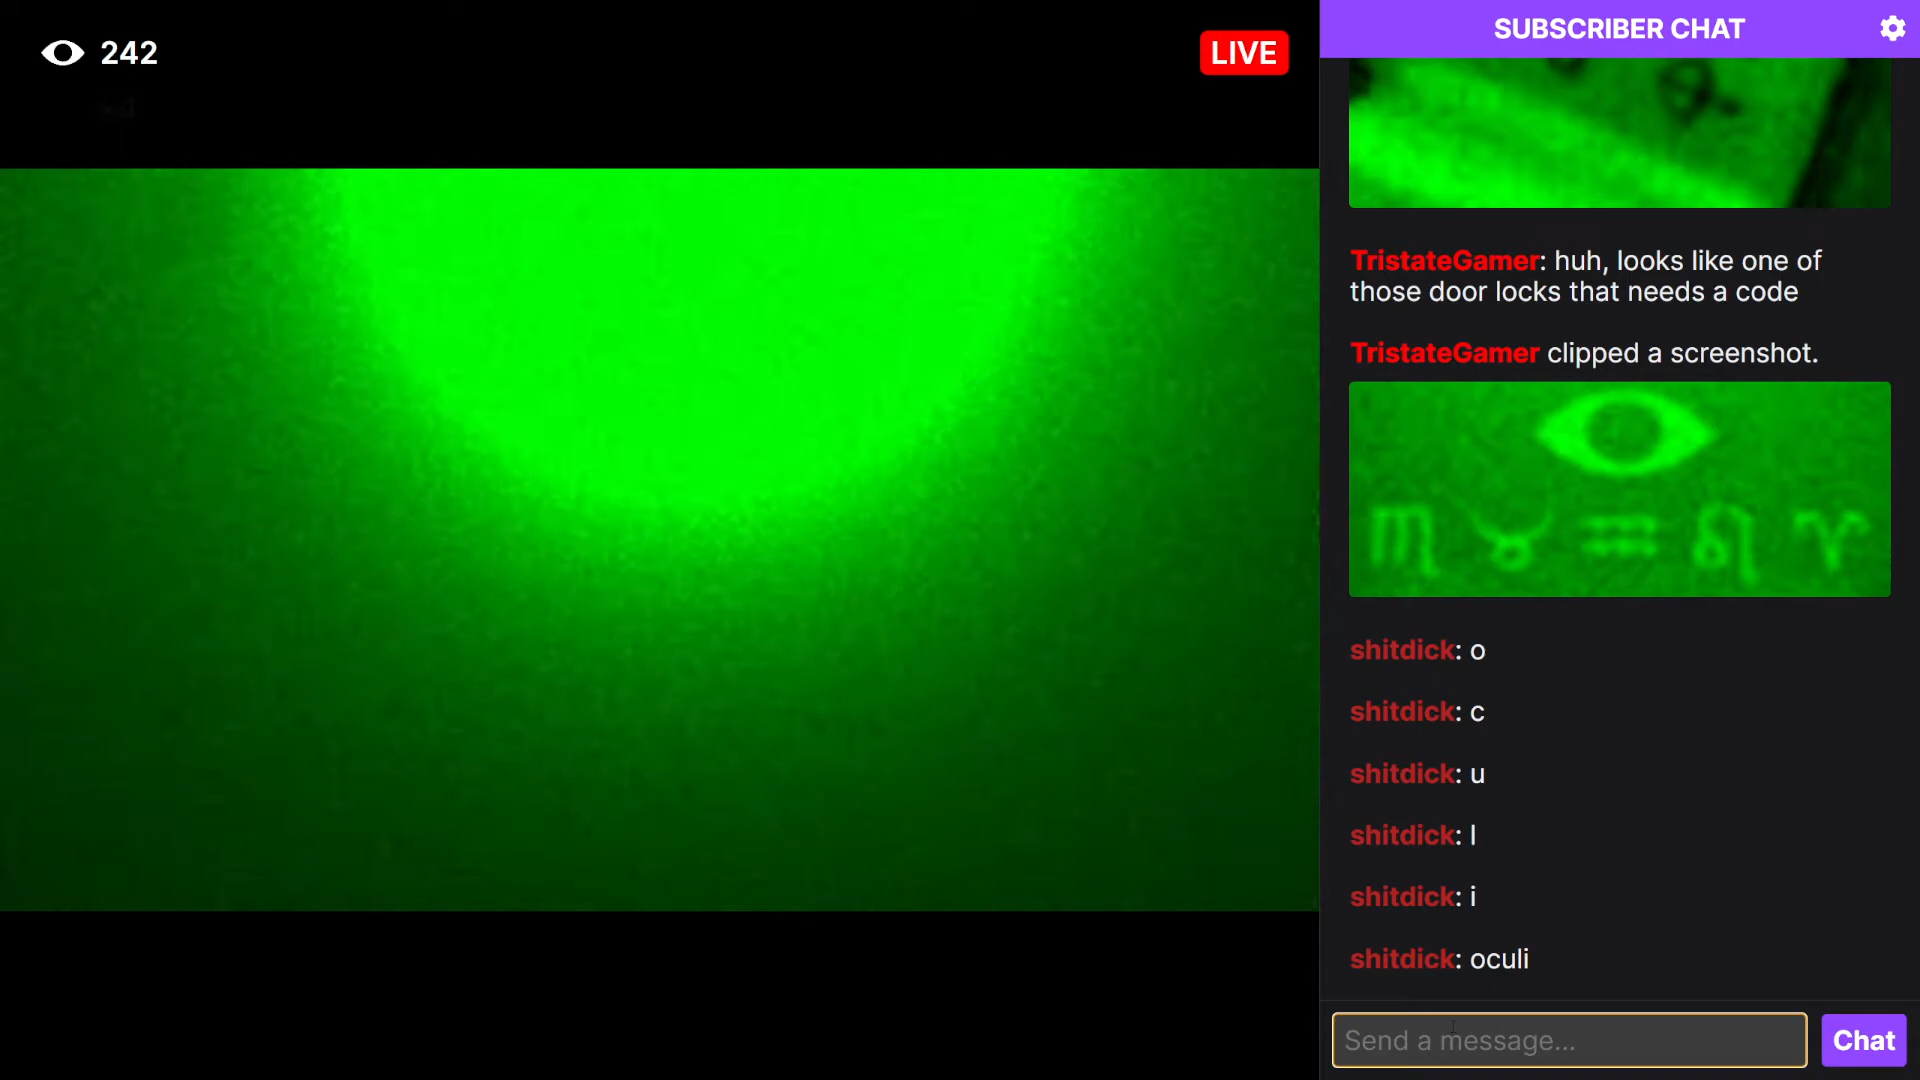 242
LIVE
SUBSCRIBER CHAT
TristateGamer: huh, looks like one of
those door locks that needs a code
TristateGamer clipped a screenshot.
♏ ♉ ♒ ♌ ♈
shitdick: o
shitdick: c
shitdick: u
shitdick: l
shitdick: i
shitdick: oculi
Send a message...
Chat